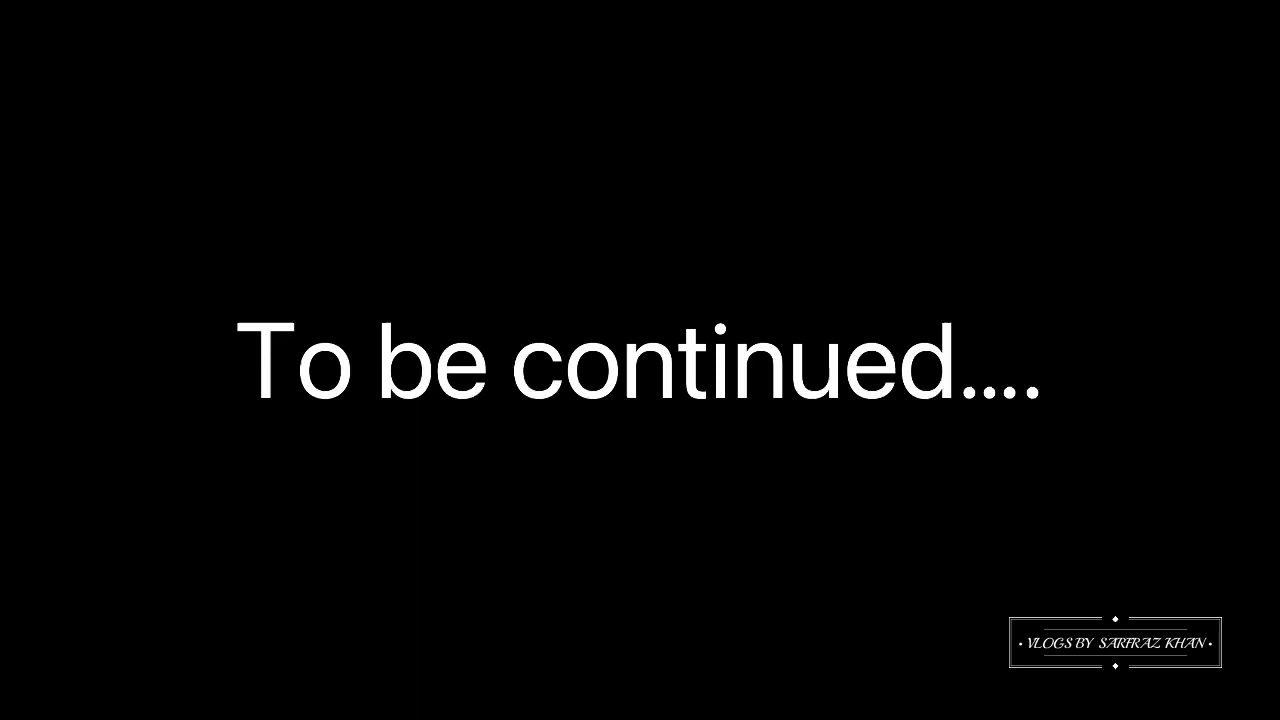 To be continued....
• VLOGS BY SARFRAZ KHAN •